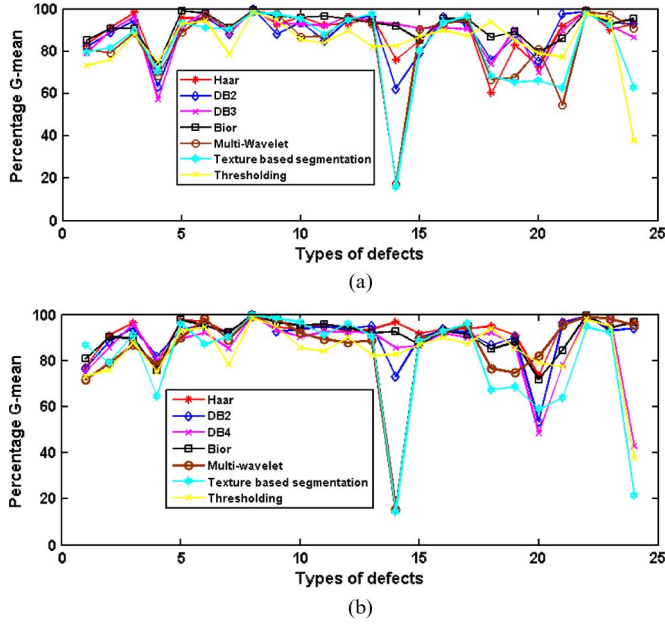 100
80
60
40
20
0
Percentage G-mean
Haar
DB2
DB3
Bior
Multi-Wavelet
Texture based segmentation
Thresholding
0 5 10 15 20 25
Types of defects
(a)
100
80
60
40
20
0
Percentage G-mean
Haar
DB2
DB4
Bior
Multi-wavelet
Texture based segmentation
Thresholding
0 5 10 15 20 25
Types of defects
(b)